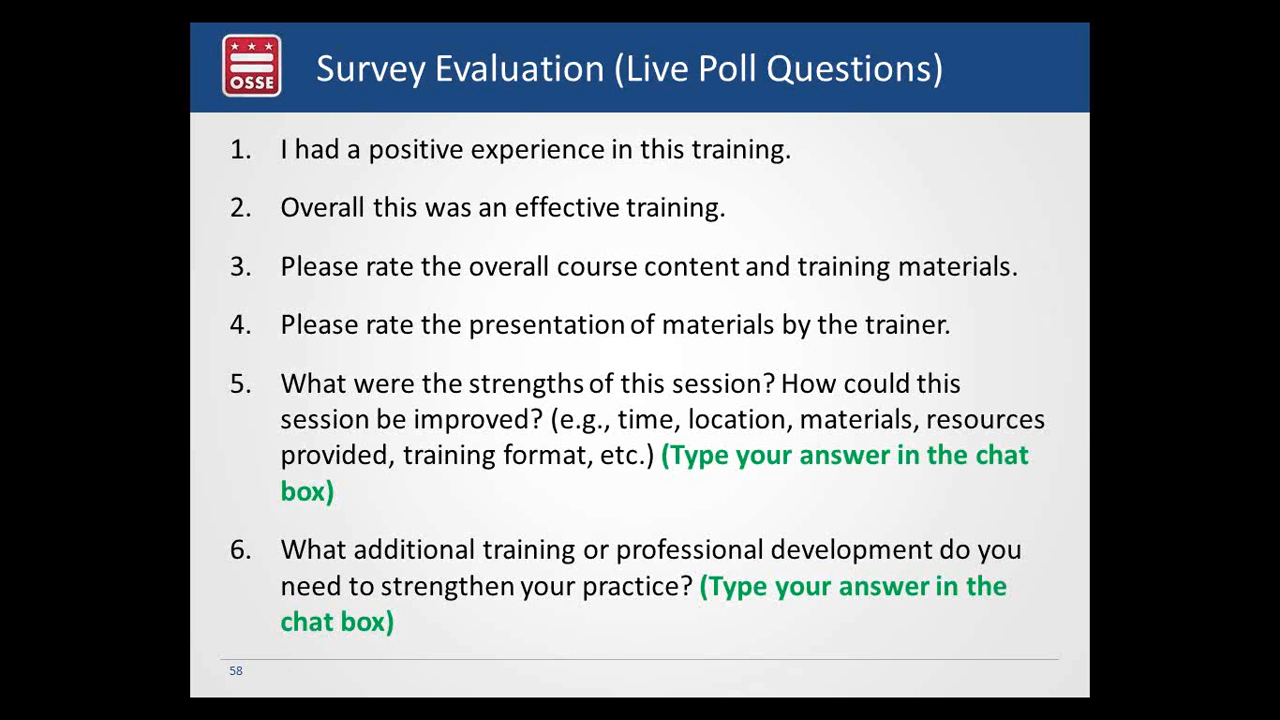 OSSE
Survey Evaluation (Live Poll Questions)
1. I had a positive experience in this training.
2. Overall this was an effective training.
3. Please rate the overall course content and training materials.
4. Please rate the presentation of materials by the trainer.
5. What were the strengths of this session? How could this
session be improved? (e.g., time, location, materials, resources
provided, training format, etc.) (Type your answer in the chat
box)
6. What additional training or professional development do you
need to strengthen your practice? (Type your answer in the
chat box)
58